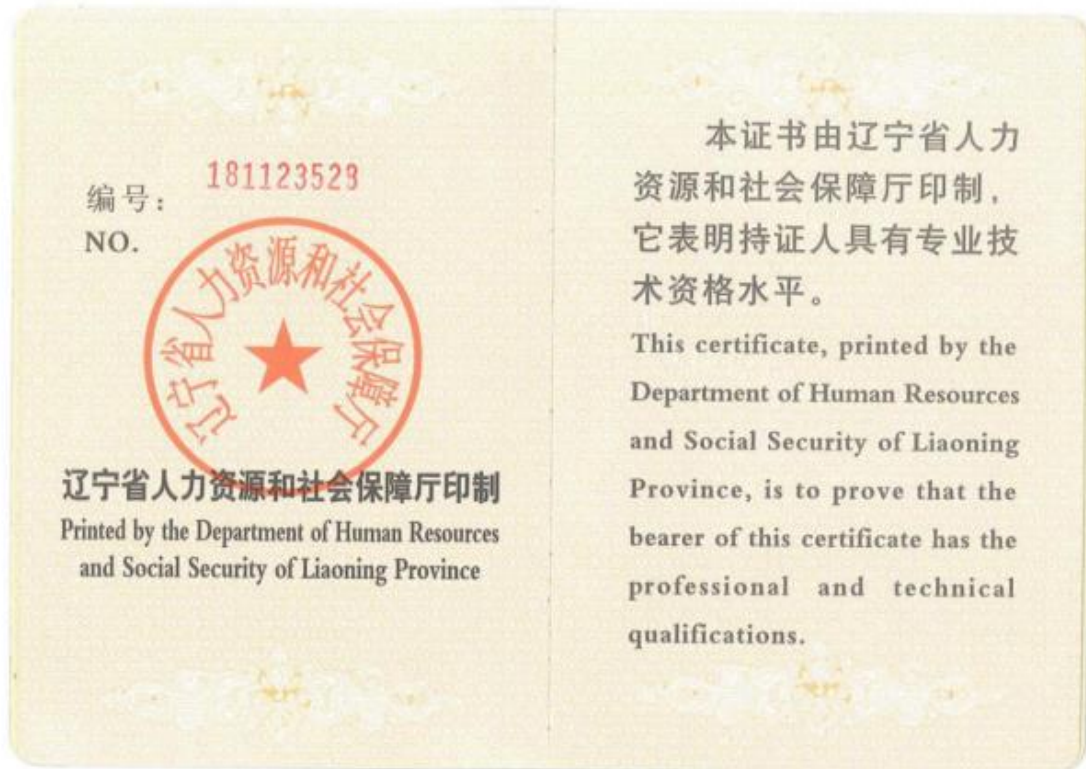 181123529
编号：
NO.
辽宁省人力资源和社会保障厅
辽宁省人力资源和社会保障厅印制
Printed by the Department of Human Resources
and Social Security of Liaoning Province
本证书由辽宁省人力
资源和社会保障厅印制，
它表明持证人具有专业技
术资格水平。
This certificate, printed by the
Department of Human Resources
and Social Security of Liaoning
Province, is to prove that the
bearer of this certificate has the
professional and technical
qualifications.